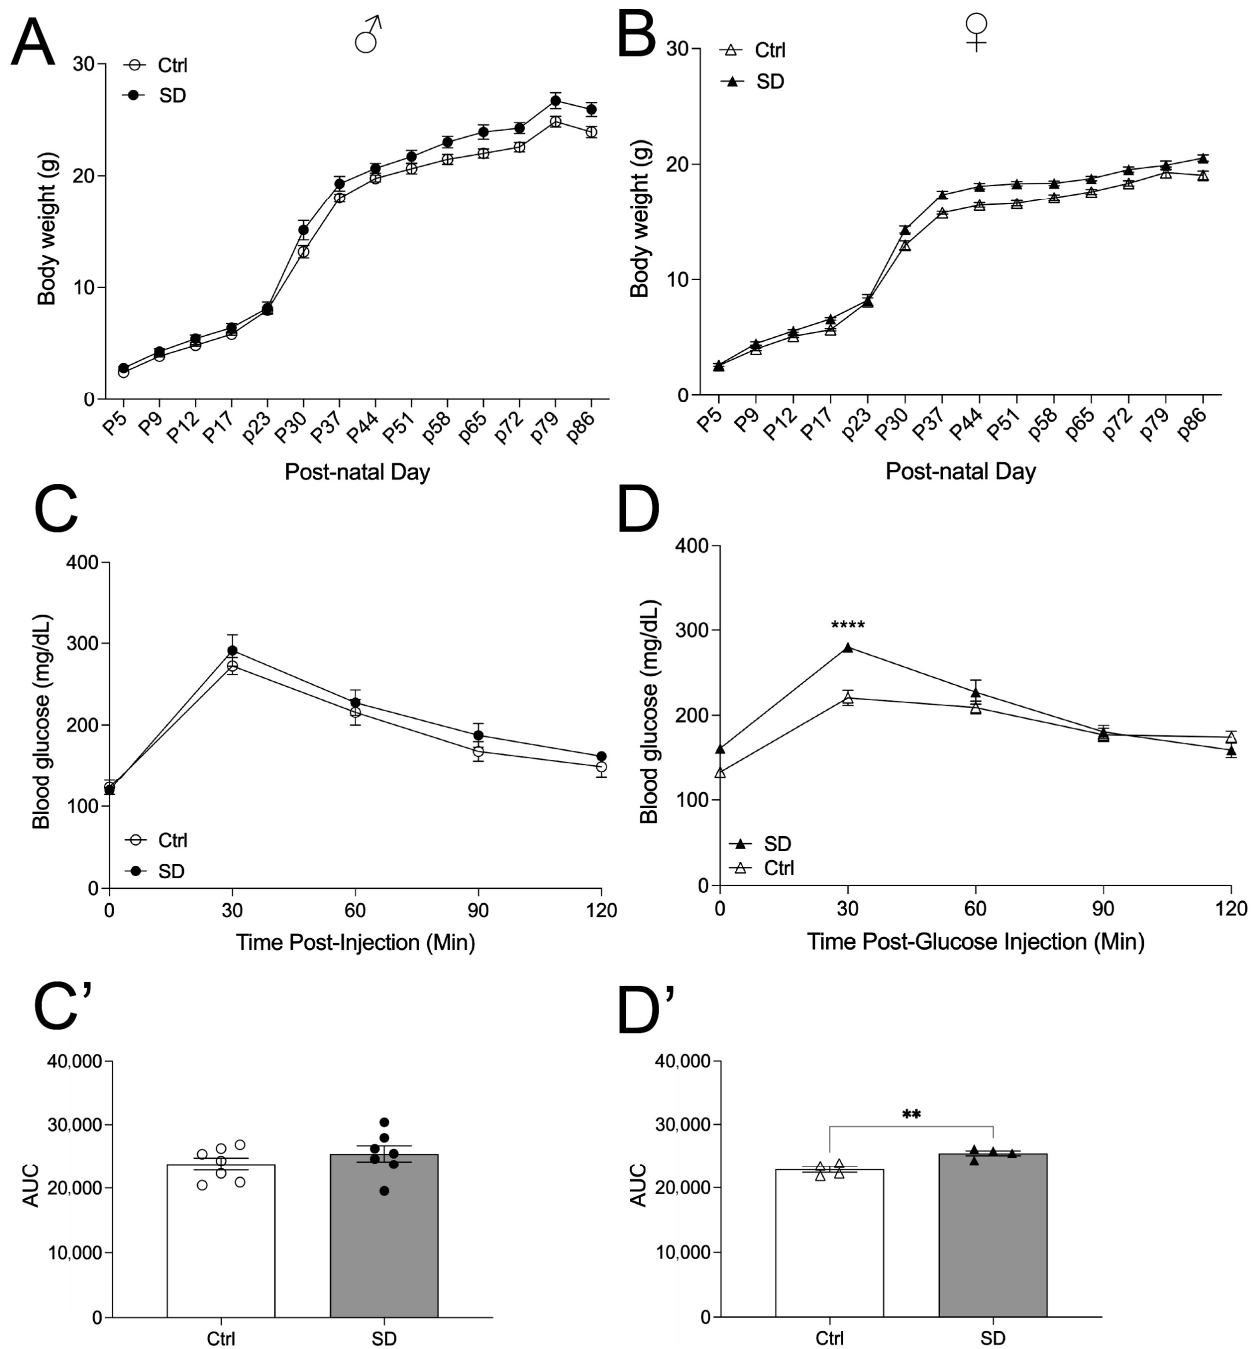 A
♂
Ctrl
SD
30
20
10
0
Body weight (g)
P5 P9 P12 P17 p23 P30 P37 P44 P51 p58 p65 p72 p79 p86
Post-natal Day
B
♀
Ctrl
SD
30
20
10
0
Body weight (g)
P5 P9 P12 P17 p23 P30 P37 P44 P51 p58 p65 p72 p79 p86
Post-natal Day
C
400
300
200
100
0
Blood glucose (mg/dL)
Ctrl
SD
0 30 60 90 120
Time Post-Injection (Min)
D
400
300
200
100
0
Blood glucose (mg/dL)
****
SD
Ctrl
0 30 60 90 120
Time Post-Glucose Injection (Min)
C’
40,000
30,000
20,000
10,000
0
AUC
Ctrl SD
D’
40,000
30,000
20,000
10,000
0
AUC
**
Ctrl SD